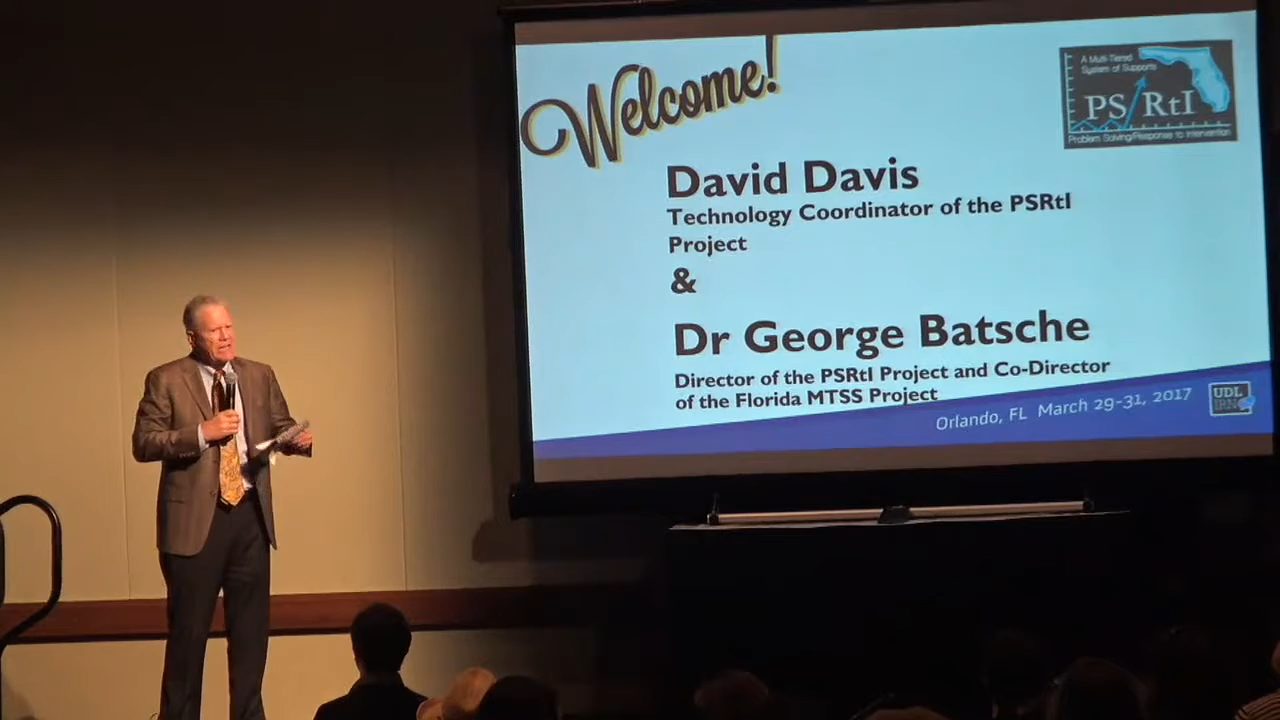 Welcome!
A Multi-Tiered
System of Supports
PS/RtI
Problem Solving/Response to Intervention
David Davis
Technology Coordinator of the PSRtI
Project
&
Dr George Batsche
Director of the PSRtI Project and Co-Director
of the Florida MTSS Project
Orlando, FL March 29-31, 2017
UDL
IRN